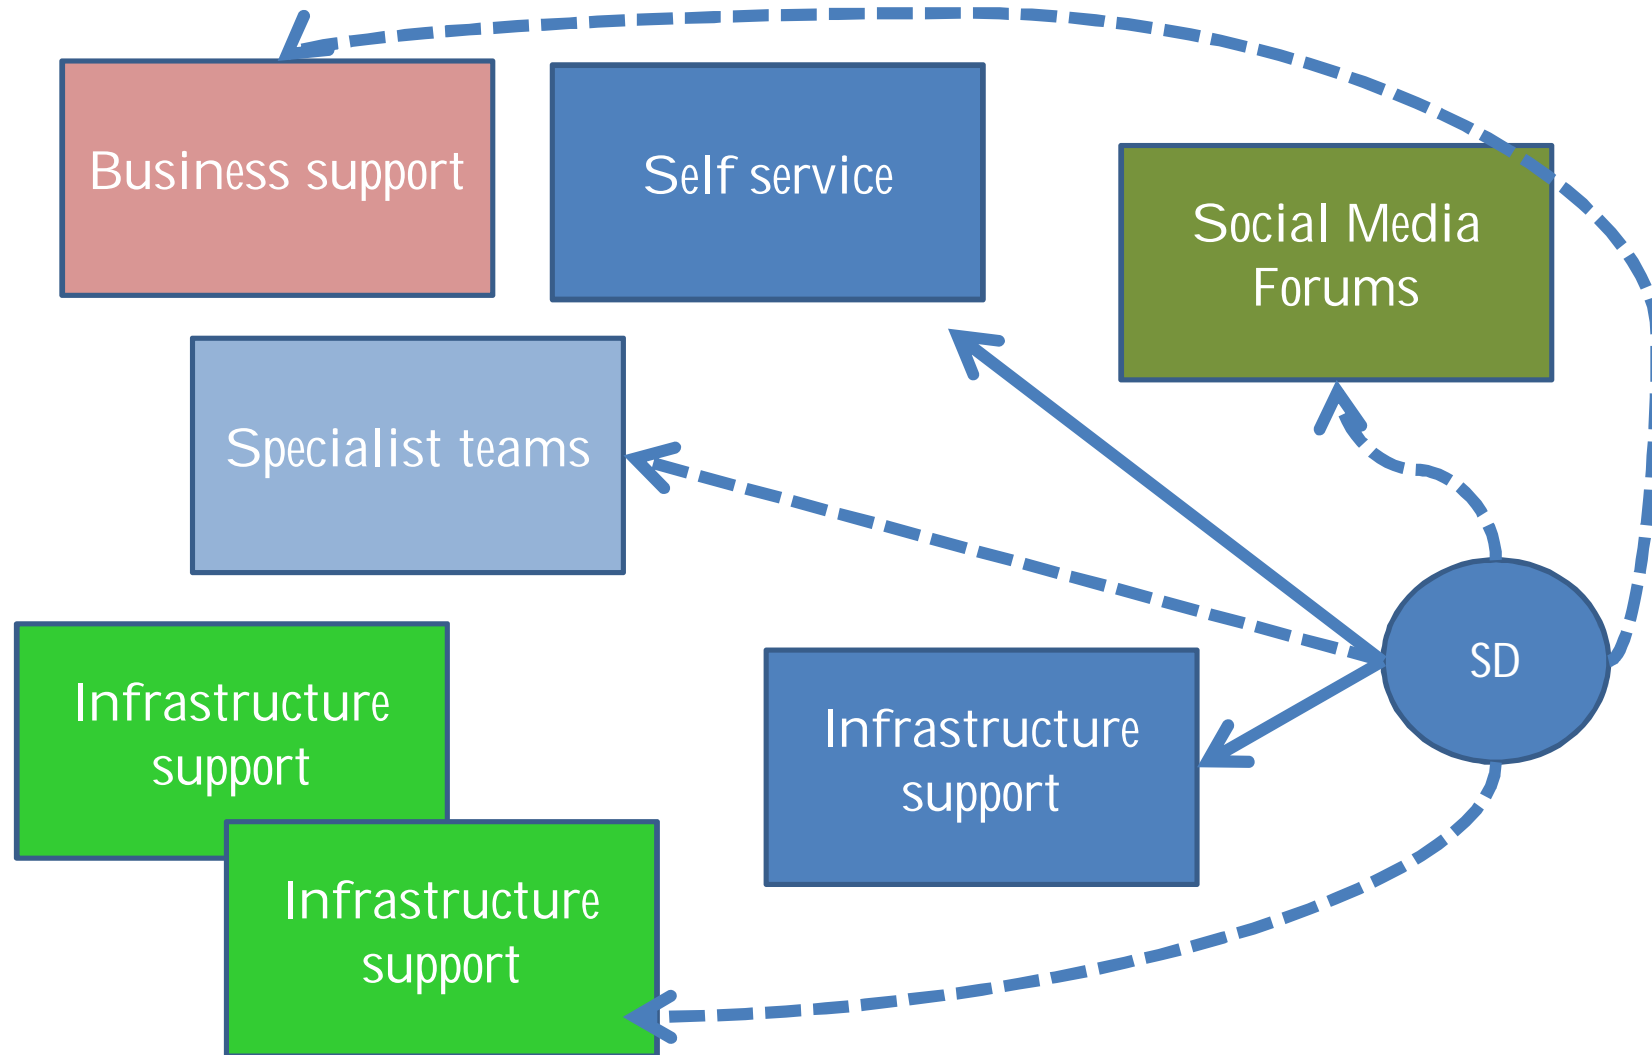 Business support
Self service
Social Media
Forums
Specialist teams
Infrastructure
support
Infrastructure
support
SD
Infrastructure
support